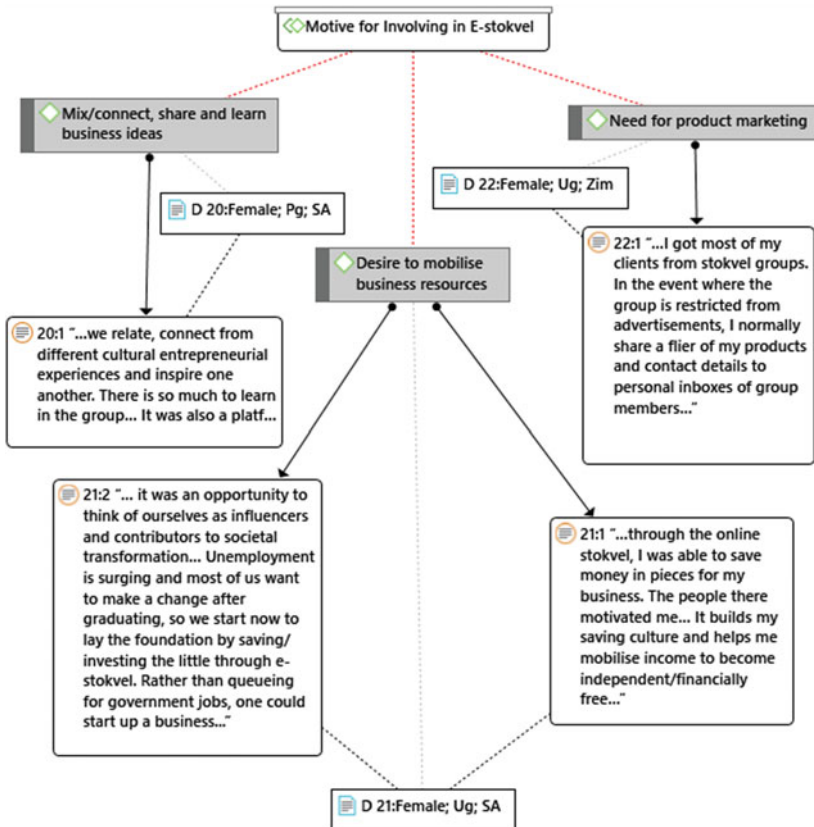 Motive for Involving in E-stokvel
Mix/connect, share and learn
business ideas
Need for product marketing
D 20:Female; Pg; SA
D 22:Female; Ug; Zim
Desire to mobilise
business resources
22:1 “...I got most of my
clients from stokvel groups.
In the event where the
group is restricted from
advertisements, I normally
share a flier of my products
and contact details to
personal inboxes of group
members...”
20:1 “...we relate, connect from
different cultural entrepreneurial
experiences and inspire one
another. There is so much to learn
in the group... It was also a platf...
21:2 “... it was an opportunity to
think of ourselves as influencers
and contributors to societal
transformation... Unemployment
is surging and most of us want
to make a change after
graduating, so we start now to
lay the foundation by saving/
investing the little through e-
stokvel. Rather than queueing
for government jobs, one could
start up a business...”
21:1 “...through the online
stokvel, I was able to save
money in pieces for my
business. The people there
motivated me... It builds my
saving culture and helps me
mobilise income to become
independent/financially
free...”
D 21:Female; Ug; SA